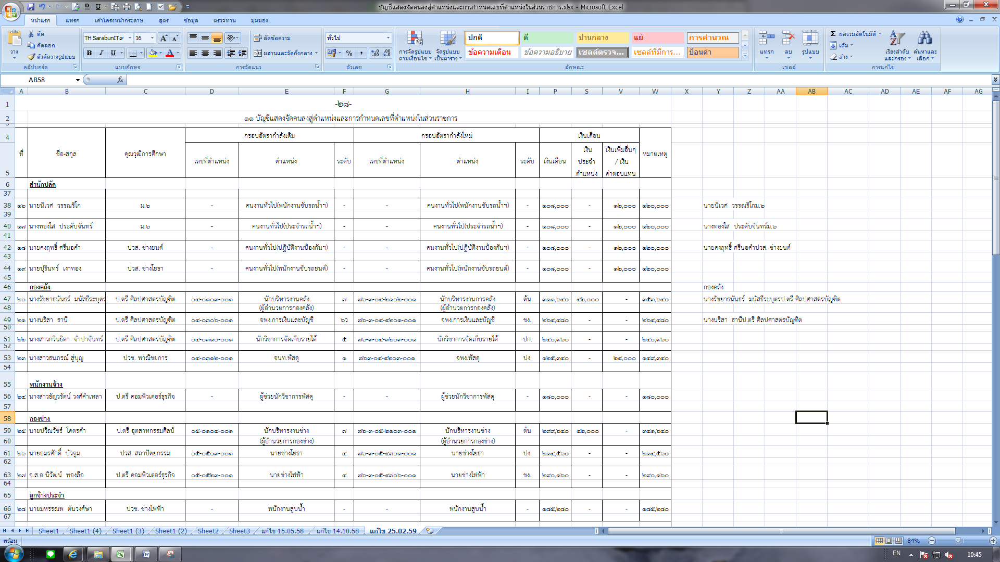 บัญชีแสดงจัดคนลงสู่ตำแหน่งและการกำหนดเลขที่ตำแหน่งในส่วนราชการ.xlsx - Microsoft Excel
หน้าแรก แทรก เค้าโครงหน้ากระดาษ สูตร ข้อมูล ตรวจทาน มุมมอง
วาง ตัด คัดลอก ตัวคัดวางรูปแบบ คลิปบอร์ด
TH SarabunIT๙ 16 แบบอักษร
ตัดข้อความ ผสานและจัดกึ่งกลาง การจัดแนว
ทั่วไป ตัวเลข
การจัดรูปแบบตามเงื่อนไข จัดรูปแบบเป็นตาราง
ปกติ ดี ปานกลาง แย่ การคำนวณ
ข้อความเตือน ข้อความอธิบาย เซลล์ตรวจ... เซลล์ที่มีการ... ป้อนค่า
ลักษณะ
แทรก ลบ รูปแบบ เซลล์
ผลรวมอัตโนมัติ เติม ล้าง เรียงลำดับและกรอง ค้นหาและเลือก การแก้ไข
AB58 fx
A B C D E F G H I P S V W X Y Z AA AB AC AD AE AF AG
1 -๒๘-
2 ๑๑ บัญชีแสดงจัดคนลงสู่ตำแหน่งและการกำหนดเลขที่ตำแหน่งในส่วนราชการ
4 กรอบอัตรากำลังเดิม กรอบอัตรากำลังใหม่ เงินเดือน
5 ที่ ชื่อ-สกุล คุณวุฒิการศึกษา เลขที่ตำแหน่ง ตำแหน่ง ระดับ เลขที่ตำแหน่ง ตำแหน่ง ระดับ เงินเดือน เงินประจำตำแหน่ง เงินเพิ่มอื่นๆ / เงินค่าตอบแทน หมายเหตุ
6 สำนักปลัด
37
38 ๑๖ นายนิเวศ วรรณริโก ม.๖ - คนงานทั่วไป(พนักงานขับรถน้ำฯ) - - คนงานทั่วไป(พนักงานขับรถน้ำฯ) - ๑๐๘,๐๐๐ - ๑๒,๐๐๐ ๑๒๐,๐๐๐ นายนิเวศ วรรณริโกม.๖
39
40 ๑๗ นางทองใส ประดับจันทร์ ม.๖ - คนงานทั่วไป(ประจำรถน้ำฯ) - - คนงานทั่วไป(ประจำรถน้ำฯ) - ๑๐๘,๐๐๐ - ๑๒,๐๐๐ ๑๒๐,๐๐๐ นางทองใส ประดับจันทร์ม.๖
41
42 ๑๘ นายคงฤทธิ์ ศรีนอคำ ปวส. ช่างยนต์ - คนงานทั่วไป(ปฏิบัติงานป้องกันฯ) - - คนงานทั่วไป(ปฏิบัติงานป้องกันฯ) - ๑๐๘,๐๐๐ - ๑๒,๐๐๐ ๑๒๐,๐๐๐ นายคงฤทธิ์ ศรีนอคำปวส. ช่างยนต์
43
44 ๑๙ นายปุรินทร์ เงาทอง ปวส. ช่างโยธา - คนงานทั่วไป(พนักงานขับรถยนต์) - - คนงานทั่วไป(พนักงานขับรถยนต์) - ๑๐๘,๐๐๐ - ๑๒,๐๐๐ ๑๒๐,๐๐๐
45
46 กองคลัง กองคลัง
47 ๒๐ นางรัชยาธนันธร์ มนัสธีระบุตร ป.ตรี ศิลปศาสตรบัญฑิต ๐๔-๐๑๐๓-๐๐๑ นักบริหารงานคลัง ๗ ๗๖-๓-๐๔-๒๑๐๒-๐๐๑ นักบริหารงานการคลัง ต้น ๓๑๑,๖๔๐ ๔๒,๐๐๐ - ๓๕๓,๖๔๐ นางรัชยาธนันธร์ มนัสธีระบุตรป.ตรี ศิลปศาสตรบัญฑิต
48 (ผู้อำนวยการกองคลัง) (ผู้อำนวยการกองคลัง)
49 ๒๑ นางนริสา ธานี ป.ตรี ศิลปศาสตรบัญฑิต ๐๔-๐๓๐๖-๐๐๑ จพง.การเงินและบัญชี ๖ว ๗๖-๓-๐๔-๔๒๐๑-๐๐๑ จพง.การเงินและบัญชี ชง. ๒๖๔,๔๘๐ - - ๒๖๔,๔๘๐ นางนริสา ธานีป.ตรี ศิลปศาสตรบัญฑิต
50
51 ๒๒ นางสาวกวินธิดา จำปาจันทร์ ป.ตรี ศิลปศาสตรบัญฑิต ๐๔-๐๓๑๐-๐๐๑ นักวิชาการจัดเก็บรายได้ ๕ ๗๖-๓-๐๔-๓๒๐๓-๐๐๑ นักวิชาการจัดเก็บรายได้ ปก. ๒๔๐,๙๖๐ - - ๒๔๐,๙๖๐
52
53 ๒๓ นางสาวธนภรณ์ สู่บุญ ปวช. พาณิชยการ ๐๔-๐๓๑๒-๐๐๑ จนท.พัสดุ ๑ ๗๖๓-๐๔-๔๒๐๓-๐๐๑ จพง.พัสดุ ปง. ๑๒๕,๓๔๐ - ๒๔,๐๐๐ ๑๔๙,๓๔๐
54
55 พนักงานจ้าง
56 ๒๔ นางสาวธัญวรัตน์ วงศ์คำเหลา ป.ตรี คอมพิวเตอร์ธุรกิจ - ผู้ช่วยนักวิชาการพัสดุ - - ผู้ช่วยนักวิชาการพัสดุ - ๑๘๐,๐๐๐ - - ๑๘๐,๐๐๐
57
58 กองช่าง
59 ๒๕ นายปวีณวัชร์ โคตรคำ ป.ตรี อุตสาหกรรมศิลป์ ๐๕-๐๑๐๔-๐๐๑ นักบริหารงานช่าง ๗ ๗๖-๓-๐๕-๒๑๐๓-๐๐๑ นักบริหารงานช่าง ต้น ๒๙๙,๖๔๐ ๔๒,๐๐๐ - ๓๔๑,๖๔๐
60 (ผู้อำนวยการกองช่าง) (ผู้อำนวยการกองช่าง)
61 ๒๖ นายอมรศักดิ์ บัวจูม ปวส. สถาปัตยกรรม ๐๕-๐๕๐๓-๐๐๑ นายช่างโยธา ๔ ๗๖-๓-๐๕-๔๗๐๑-๐๐๑ นายช่างโยธา ปง. ๒๑๔,๕๖๐ - - ๒๑๔,๕๖๐
62
63 ๒๗ จ.ส.อ นิวัฒน์ ทองลือ ป.ตรี คอมพิวเตอร์ธุรกิจ ๐๕-๐๕๒๓-๐๐๑ นายช่างไฟฟ้า ๔ ๗๖-๓-๐๕-๔๗๐๖-๐๐๑ นายช่างไฟฟ้า ชง. ๒๙๐,๑๖๐ - - ๒๙๐,๑๖๐
64
65 ลูกจ้างประจำ
66 ๒๘ นายมหรรณพ ต้นวงศ์ษา ปวช. ช่างไฟฟ้า - พนักงานสูบน้ำ - - พนักงานสูบน้ำ - ๑๘๕,๒๘๐ - - ๑๘๕,๒๘๐
67
Sheet1 Sheet1 (4) Sheet1 (3) Sheet1 (2) Sheet2 Sheet3 แก้ไข 15.05.58 แก้ไข 14.10.58 แก้ไข 25.02.59
พร้อม 84%
EN 10:45